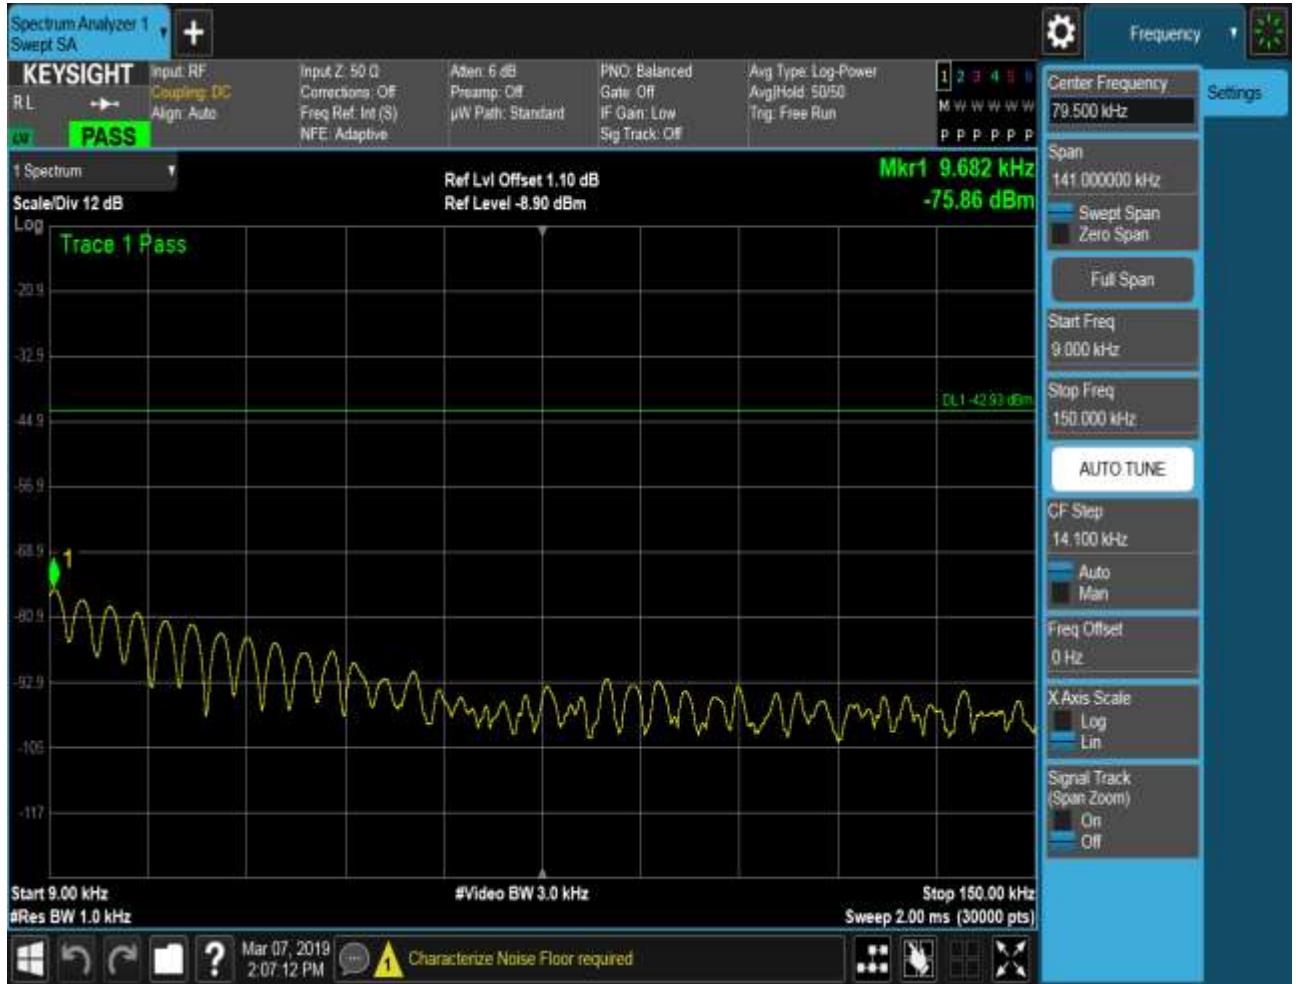 Spectrum Analyzer 1
Swept SA
+
Frequency
KEYSIGHT
R L
PASS
Input: RF
Coupling: DC
Align: Auto
Input Z: 50 Ω
Corrections: Off
Freq Ref: Int (S)
NFE: Adaptive
Atten: 6 dB
Preamp: Off
µW Path: Standard
PNO: Balanced
Gate: Off
IF Gain: Low
Sig Track: Off
Avg Type: Log-Power
Avg|Hold: 50/50
Trig: Free Run
1 2 3 4 5 6
M W W W W W
P P P P P P
Center Frequency
79.500 kHz
Settings
Span
141.000000 kHz
Swept Span
Zero Span
Full Span
Start Freq
9.000 kHz
Stop Freq
150.000 kHz
AUTO TUNE
CF Step
14.100 kHz
Auto
Man
Freq Offset
0 Hz
X Axis Scale
Log
Lin
Signal Track
(Span Zoom)
On
Off
1 Spectrum
Scale/Div 12 dB
Log
Ref Lvl Offset 1.10 dB
Ref Level -8.90 dBm
Mkr1 9.682 kHz
-75.86 dBm
Trace 1 Pass
-20.9
-32.9
DL1 -42.93 dBm
-44.9
-56.9
-68.9
1
-80.9
-92.9
-105
-117
Start 9.00 kHz
#Video BW 3.0 kHz
Stop 150.00 kHz
#Res BW 1.0 kHz
Sweep 2.00 ms (30000 pts)
?
Mar 07, 2019
2:07:12 PM
1
Characterize Noise Floor required